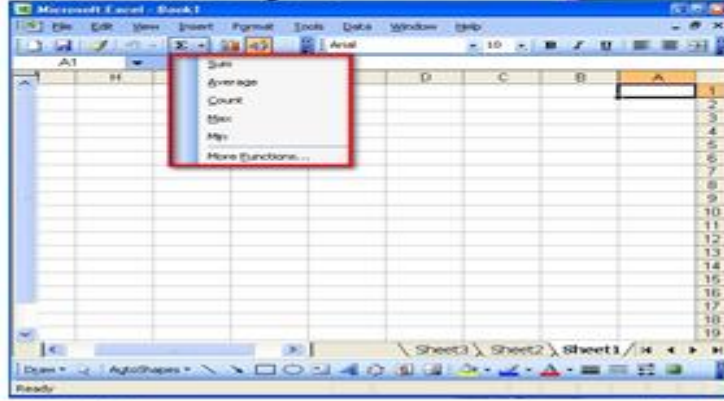 Microsoft Excel - Book1
File Edit View Insert Format Tools Data Window Help
Σ Arial 10 B I U
A1
Sum
Average
Count
Max
Min
More Functions...
H D C B A
1
2
3
4
5
6
7
8
9
10
11
12
13
14
15
16
17
18
19
Sheet3 Sheet2 Sheet1
Draw AutoShapes
Ready